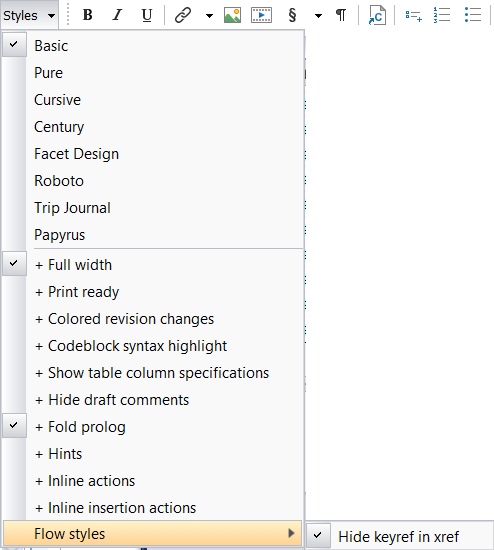 Styles B I U § ¶
Basic
Pure
Cursive
Century
Facet Design
Roboto
Trip Journal
Papyrus
+ Full width
+ Print ready
+ Colored revision changes
+ Codeblock syntax highlight
+ Show table column specifications
+ Hide draft comments
+ Fold prolog
+ Hints
+ Inline actions
+ Inline insertion actions
Flow styles
Hide keyref in xref